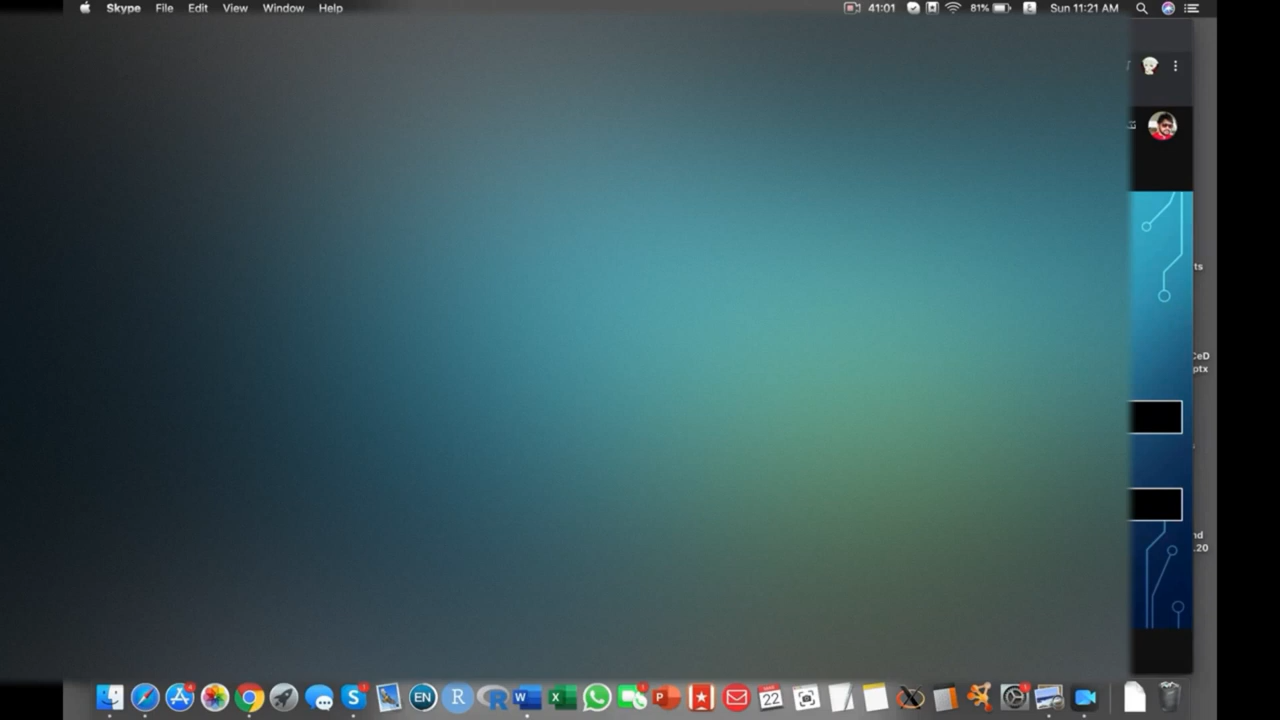 Skype File Edit View Window Help 41:01 81% Sun 11:21 AM
ts
CeD
ptx
nd
.20
EN R R W X P 22